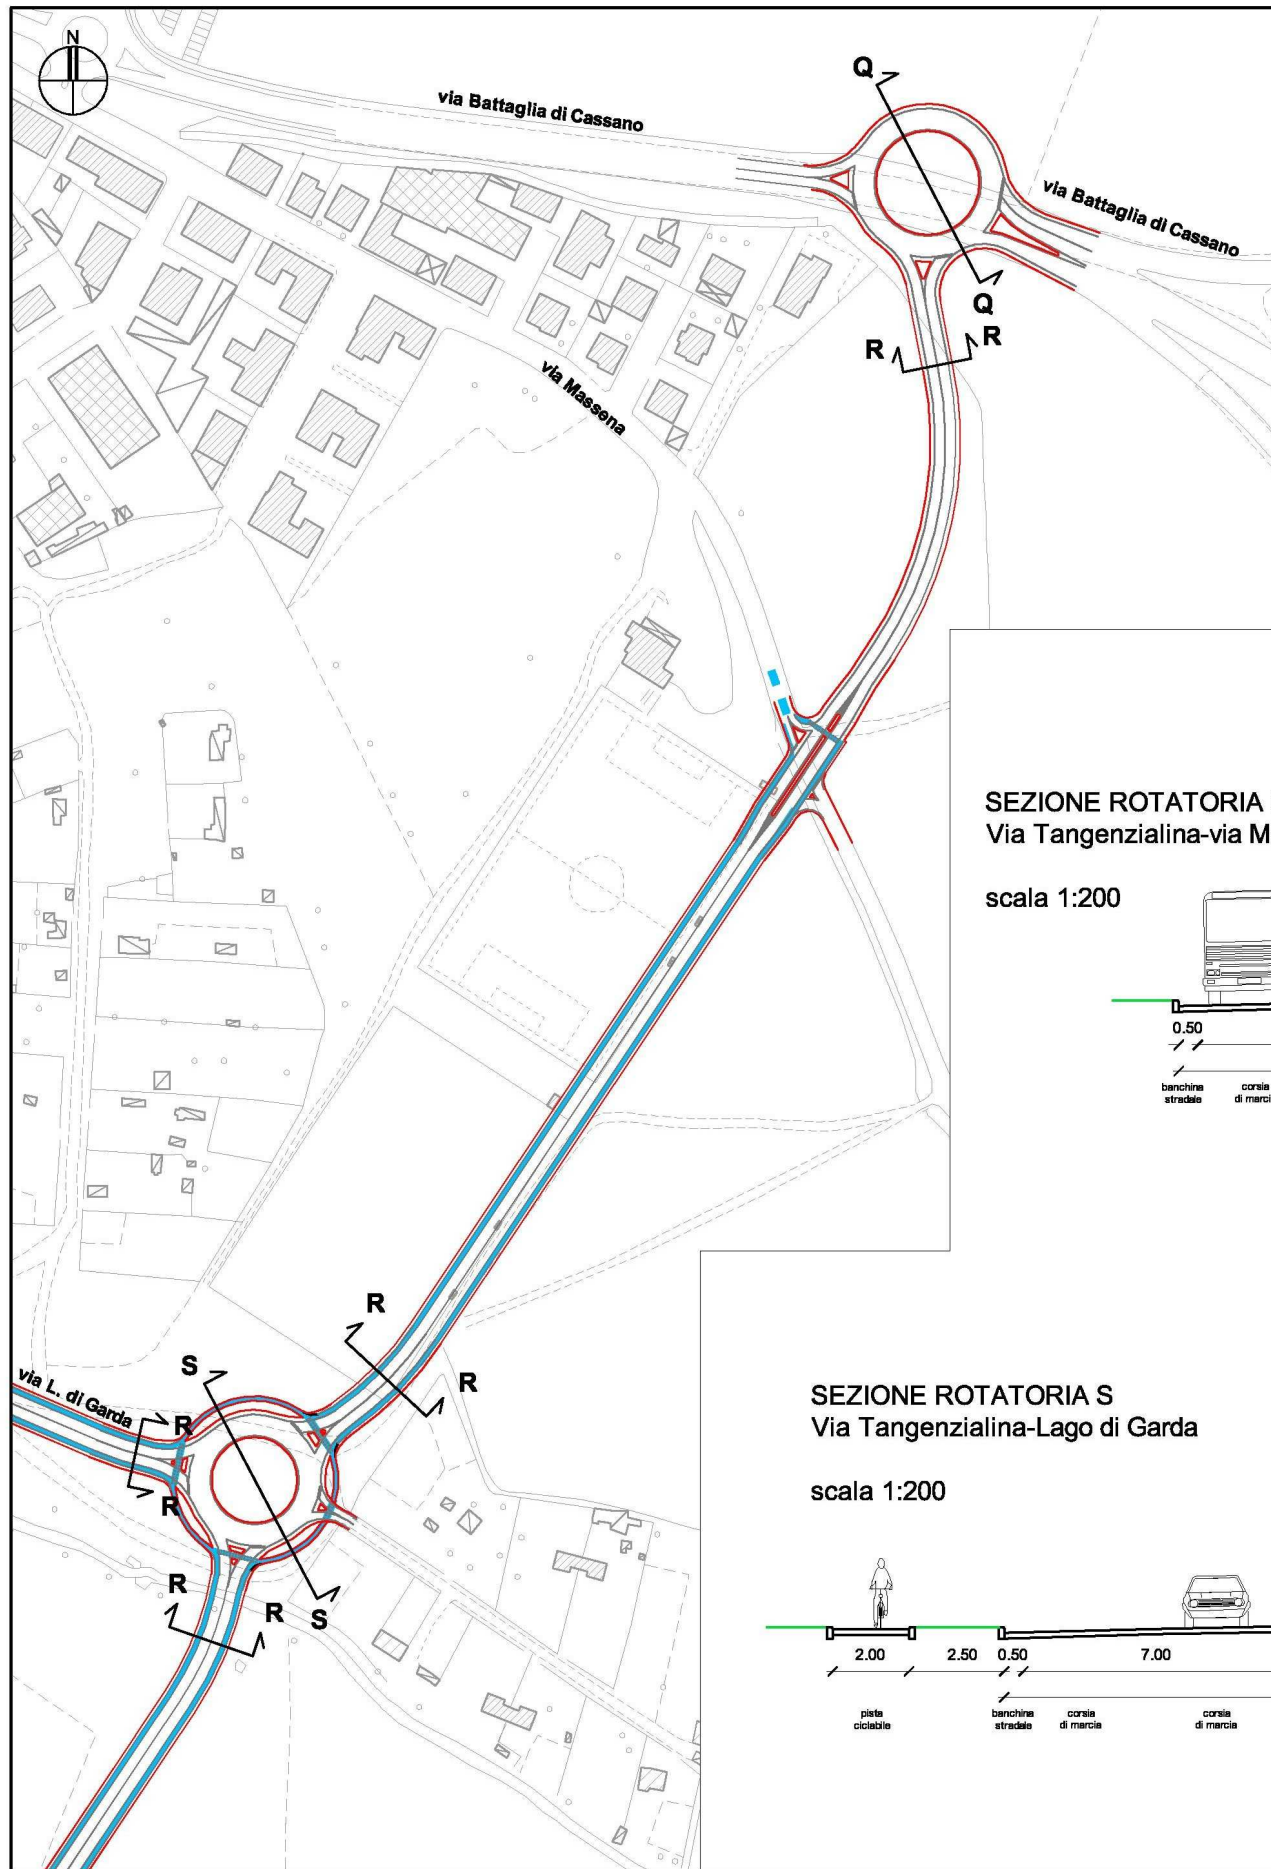 N
Q
via Battaglia di Cassano
via Battaglia di Cassano
Q
R
R
via Massena
SEZIONE ROTATORIA
Via Tangenzialina-via M
scala 1:200
0.50
banchina
stradale
corsia
di marcia
R
R
S
via L. di Garda
R
R
R
R
S
SEZIONE ROTATORIA S
Via Tangenzialina-Lago di Garda
scala 1:200
2.00
2.50
0.50
7.00
pista
ciclabile
banchina
stradale
corsia
di marcia
corsia
di marcia